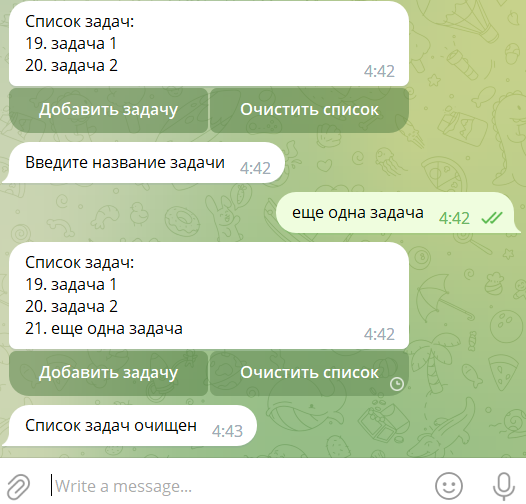 Список задач:
19. задача 1
20. задача 2
4:42
Добавить задачу
Очистить список
Введите название задачи 4:42
еще одна задача 4:42
Список задач:
19. задача 1
20. задача 2
21. еще одна задача
4:42
Добавить задачу
Очистить список
Список задач очищен 4:43
Write a message...